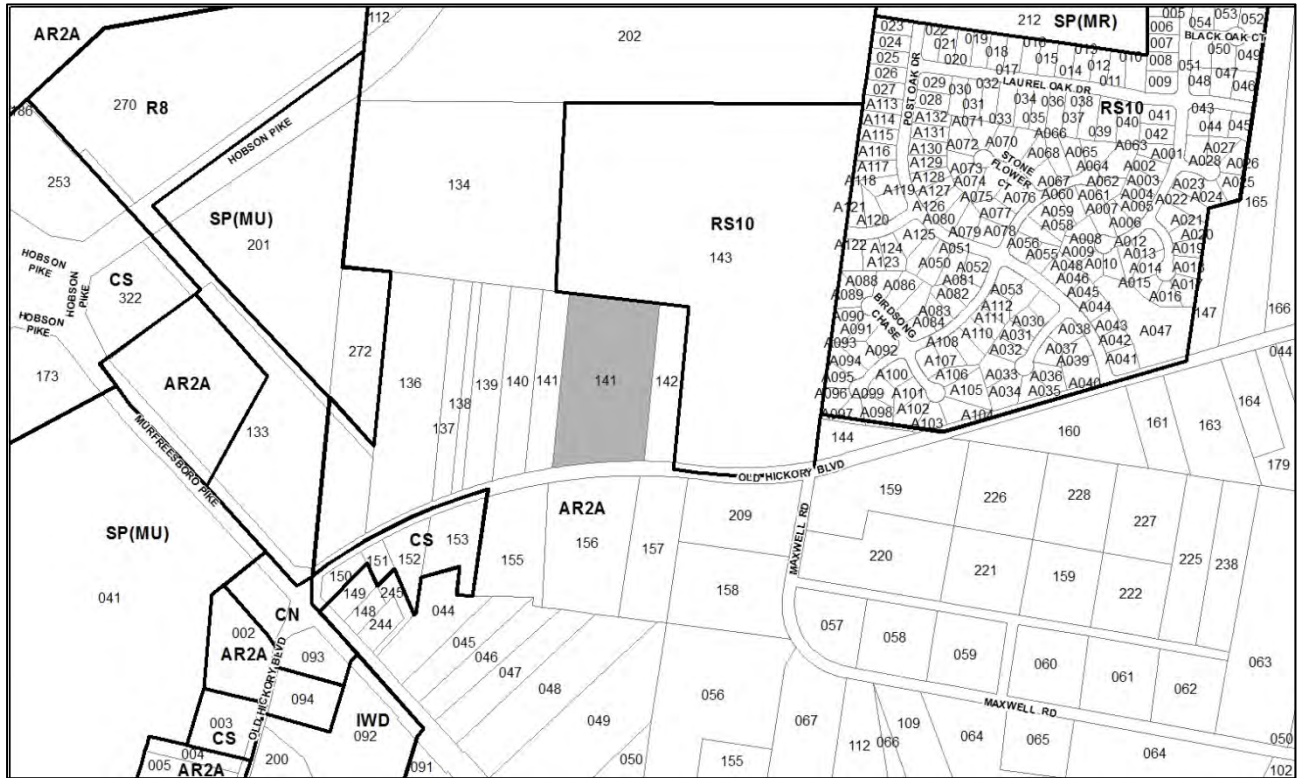 AR2A
112
202
212 SP(MR)
005 054 053 052
006
BLACK OAK CT
007 050 049
008 051
009 048 047 046
270 R8
186
HOBSON PIKE
253
SP(MU)
201
134
RS10
143
023 022 021 019 018 016 015 013 012 010
024 020 017 014 011
025
026
027
POST OAK DR
LAUREL OAK DR
RS10
029 030 032
028 031 034 036 038 041 043
033 035 037 039 040 042 044 045
A113 A132 A071
A114 A131 A066
A115 A130 A072 A070 A068 A065 A063 A001 A027
A116 A129 A073 A064 A002 A028 A026
A117 A128 A074 A067 A062 A003 A023 A025
A118 A119 A127 A075 A076 A060 A061 A004 A022 A024
STONE FLOWER CT
A121 A120 A126 A080 A077 A059 A007 A005 A021
A125 A079 A078 A058 A006 A020
A122 A124 A051 A056 A008 A012 A019
A123 A050 A052 A055 A009 A013 A018
A088 A086 A081 A048 A010 A014 A017
A089 A082 A053 A046 A015 A016
A090 A083 A112 A045 A044
A091 A084 A111 A030 A038 A043 A047
A093 A092 A110 A031 A042
BIRDSONG CHASE
A094 A108 A032 A037 A041
A095 A100 A107 A106 A033 A036 A039
A096 A099 A101 A105 A034 A035 A040
A097 A098 A102 A103 A104
165
147
166
044
HOBSON PIKE
HOBSON PIKE
HOBSON PIKE
CS
322
173
AR2A
133
272
136
137
138
139
140
141
141
142
144
OLD HICKORY BLVD
160
161
163
164
179
MURFREESBORO PIKE
SP(MU)
041
AR2A
CS
150 151 152 153
149
148 245
244
155
156
157
209
158
159
226
228
227
225
238
MAXWELL RD
220
221
159
222
CN
002
AR2A
093
094
OLD HICKORY BLVD
003
CS
004
005
AR2A
200
IWD
092
091
044
045
046
047
048
049
050
056
155
057
058
059
060
061
062
063
MAXWELL RD
067
112
066
109
064
065
064
050
102